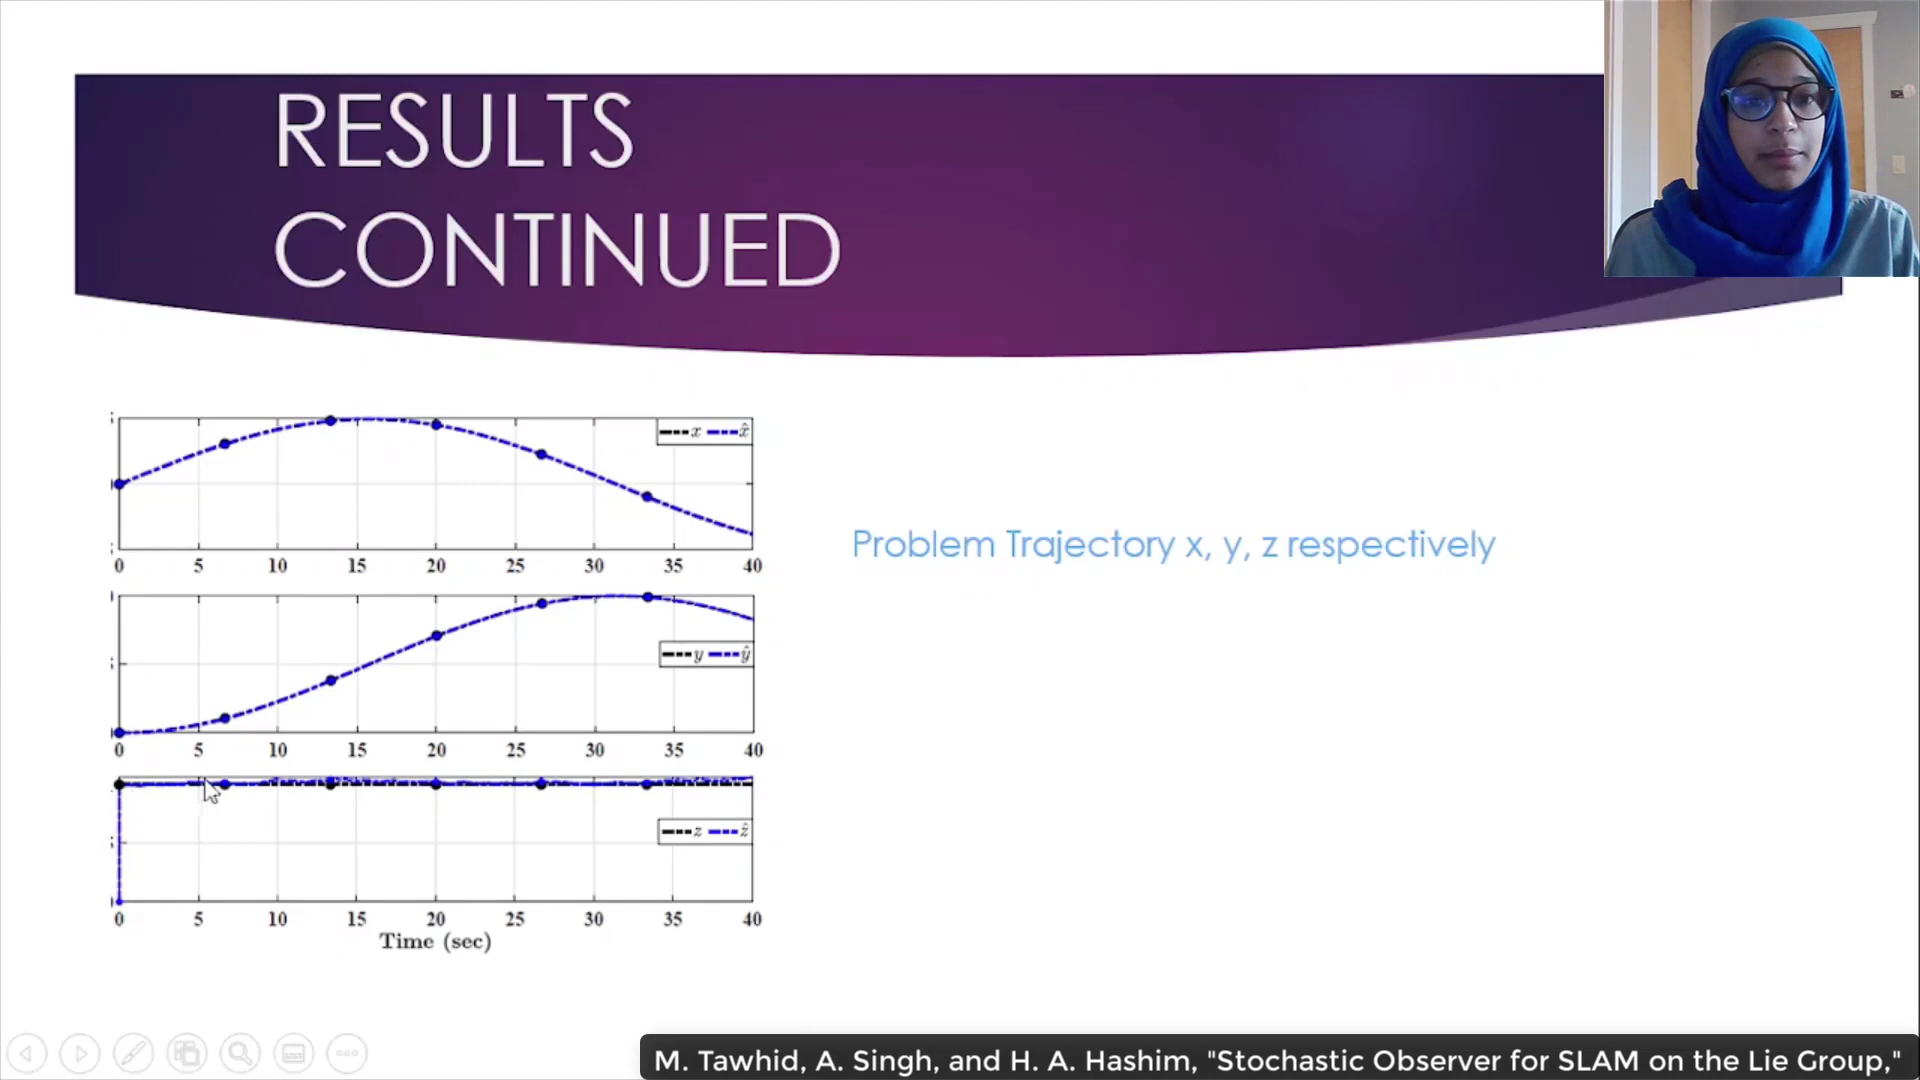 RESULTS
CONTINUED
x x̂
0 5 10 15 20 25 30 35 40
Problem Trajectory x, y, z respectively
y ŷ
0 5 10 15 20 25 30 35 40
z ẑ
0 5 10 15 20 25 30 35 40
Time (sec)
M. Tawhid, A. Singh, and H. A. Hashim, "Stochastic Observer for SLAM on the Lie Group,"